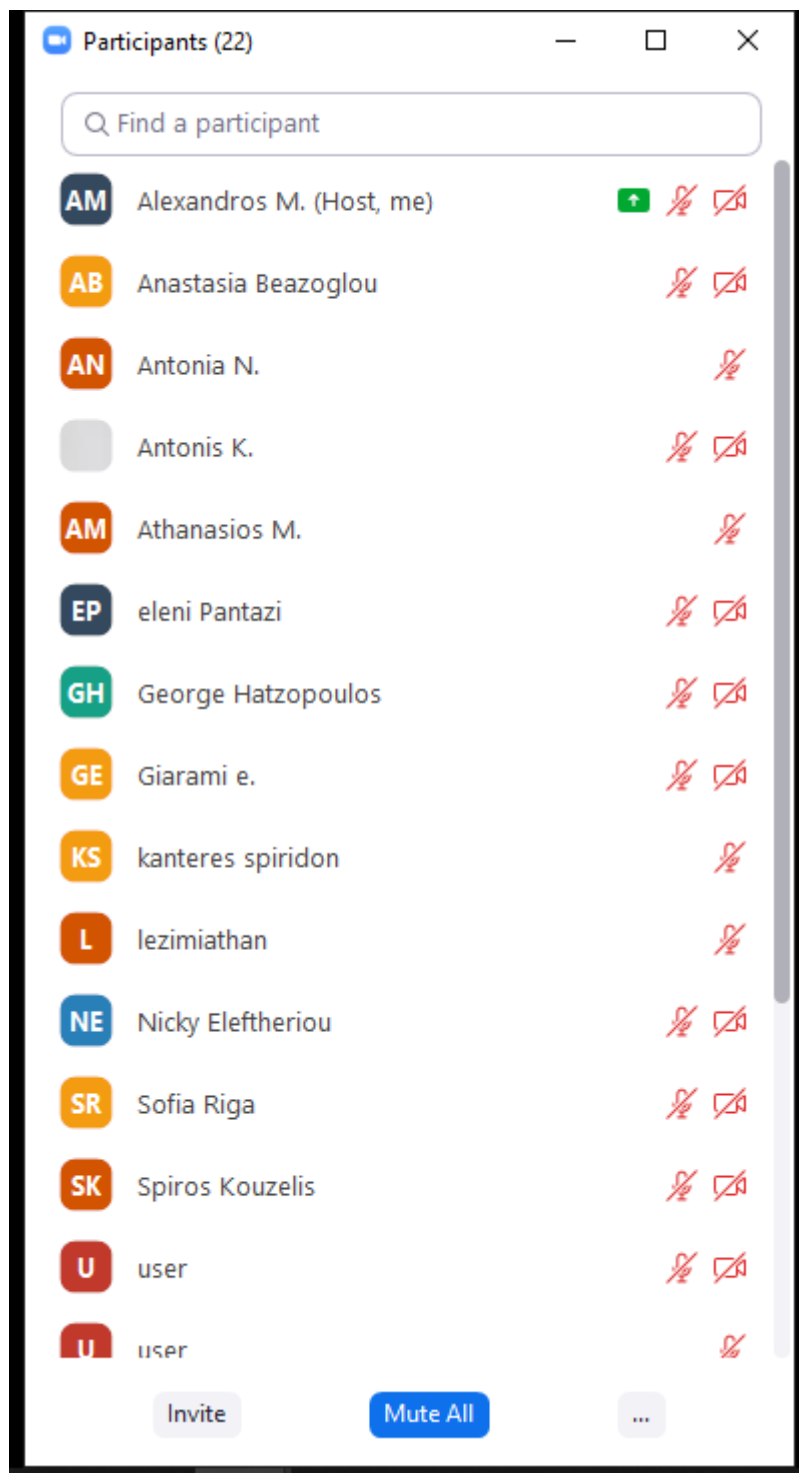 Participants (22)
Find a participant
AM Alexandros M. (Host, me)
AB Anastasia Beazoglou
AN Antonia N.
Antonis K.
AM Athanasios M.
EP eleni Pantazi
GH George Hatzopoulos
GE Giarami e.
KS kanteres spiridon
L lezimiathan
NE Nicky Eleftheriou
SR Sofia Riga
SK Spiros Kouzelis
U user
U user
Invite Mute All ...